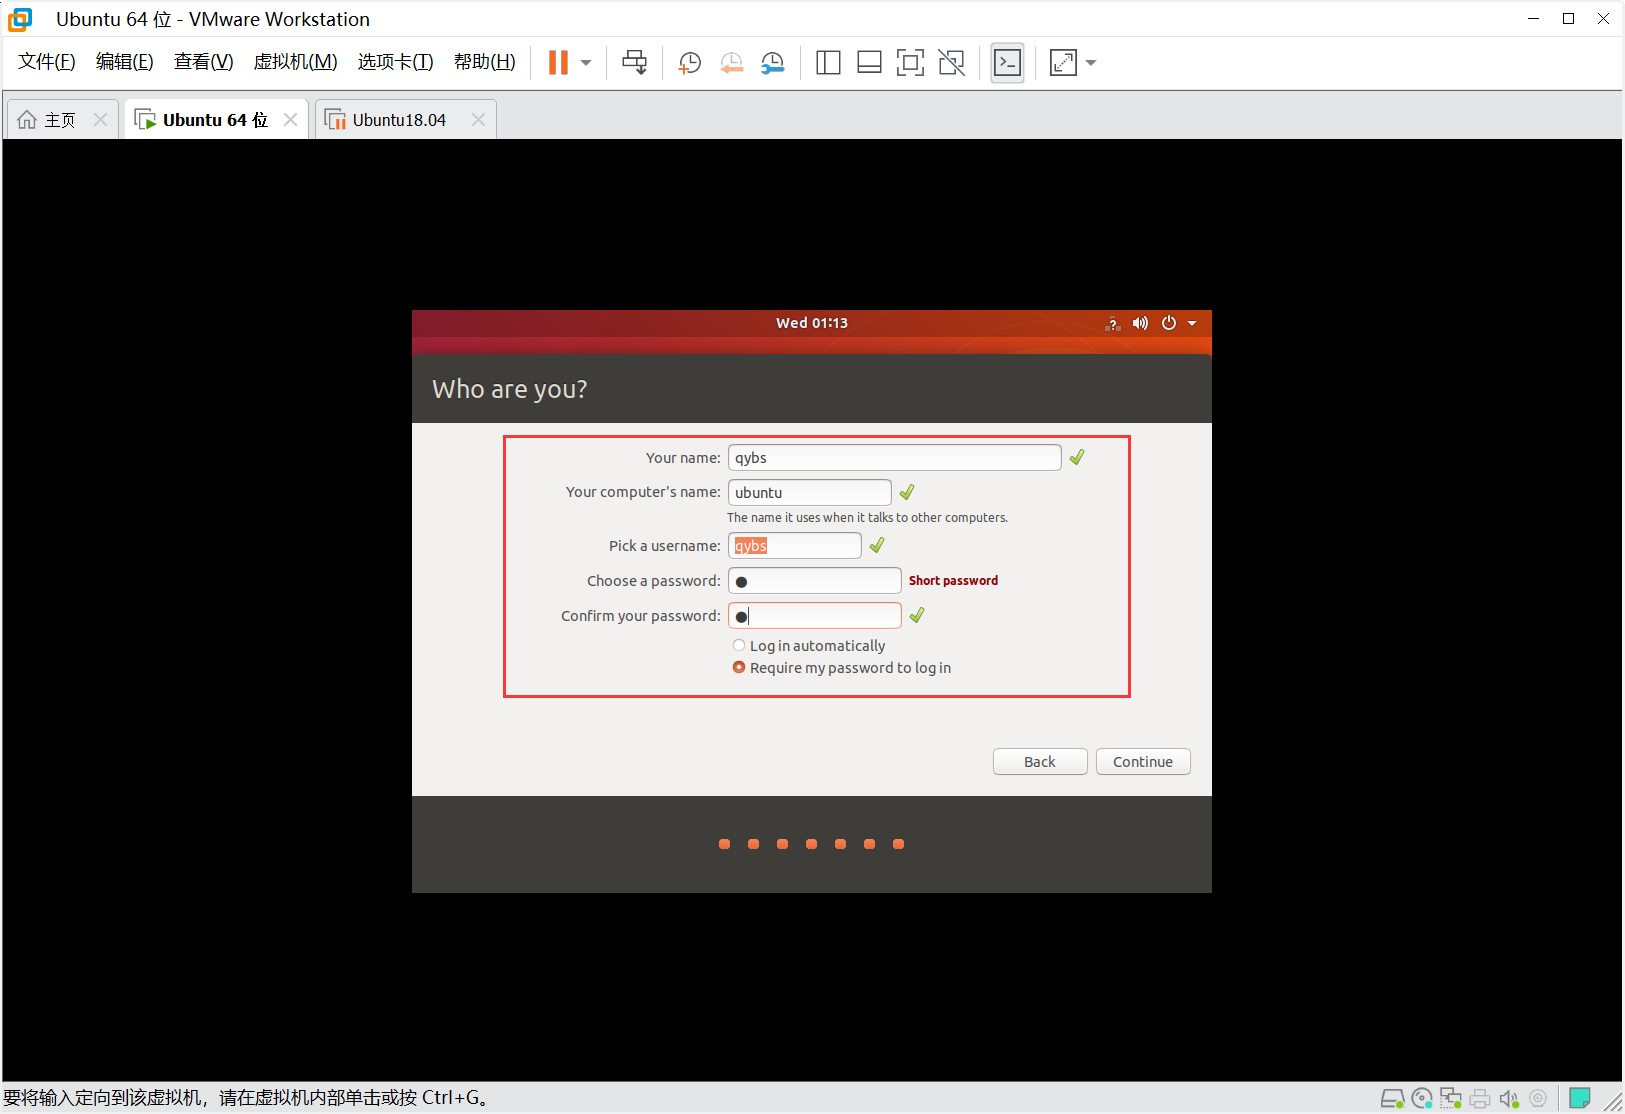 Ubuntu 64 位 - VMware Workstation
文件(F) 编辑(E) 查看(V) 虚拟机(M) 选项卡(T) 帮助(H)
主页 Ubuntu 64 位 Ubuntu18.04
Wed 01:13
Who are you?
Your name: qybs
Your computer's name: ubuntu
The name it uses when it talks to other computers.
Pick a username: qybs
Choose a password: Short password
Confirm your password:
Log in automatically
Require my password to log in
Back Continue
要将输入定向到该虚拟机，请在虚拟机内部单击或按 Ctrl+G。